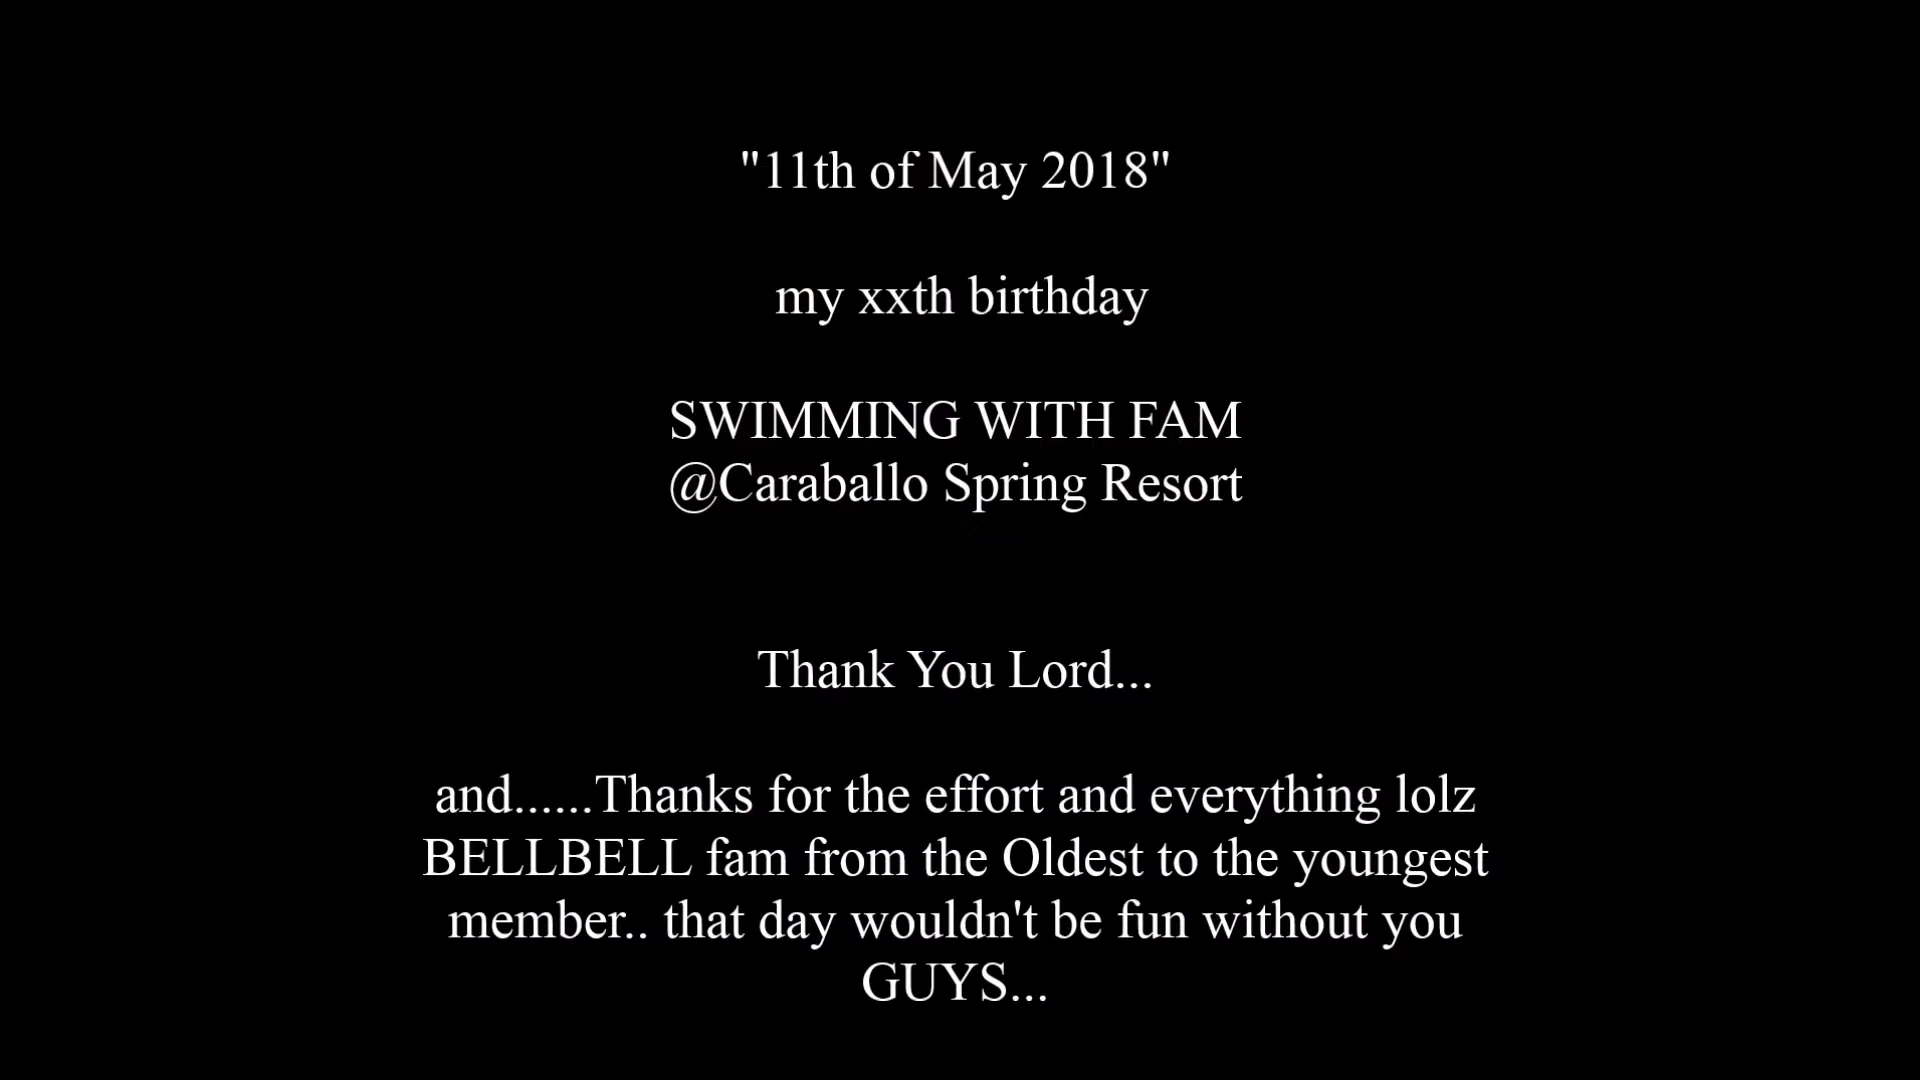 "11th of May 2018"
my xxth birthday
SWIMMING WITH FAM
@Caraballo Spring Resort
Thank You Lord...
and......Thanks for the effort and everything lolz
BELLBELL fam from the Oldest to the youngest
member.. that day wouldn't be fun without you
GUYS...